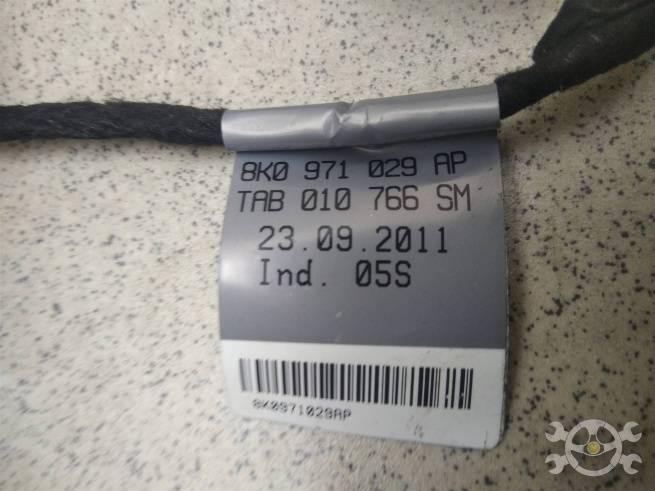 8K0 971 029 AP
TAB 010 766 SM
23.09.2011
Ind. 05S
8K0971029AP